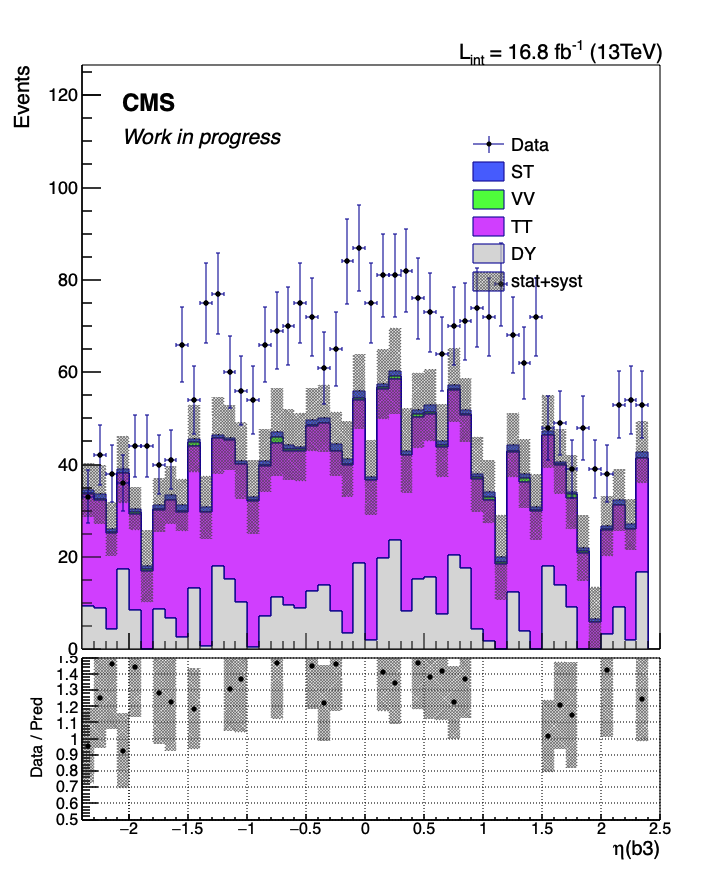 L_int = 16.8 fb^-1 (13TeV)
Events
120
100
80
60
40
20
0
CMS
Work in progress
Data
ST
VV
TT
DY
stat+syst
Data / Pred
1.5
1.4
1.3
1.2
1.1
1
0.9
0.8
0.7
0.6
0.5
−2 −1.5 −1 −0.5 0 0.5 1 1.5 2 2.5
η(b3)